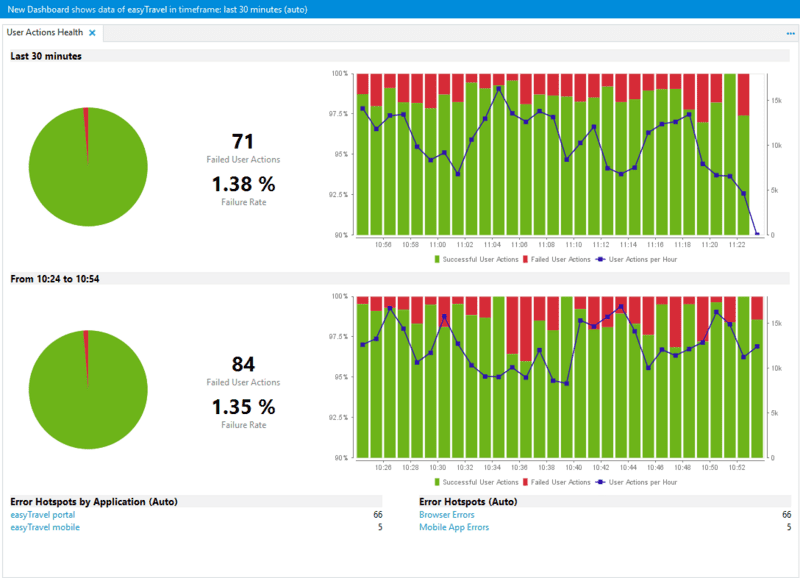 New Dashboard shows data of easyTravel in timeframe: last 30 minutes (auto)
User Actions Health
Last 30 minutes
71
Failed User Actions
1.38 %
Failure Rate
100%
97.5%
95%
92.5%
90%
15k
10k
5k
0
10:56 10:58 11:00 11:02 11:04 11:06 11:08 11:10 11:12 11:14 11:16 11:18 11:20 11:22
Successful User Actions Failed User Actions User Actions per Hour
From 10:24 to 10:54
84
Failed User Actions
1.35 %
Failure Rate
100%
97.5%
95%
92.5%
90%
15k
10k
5k
0
10:26 10:28 10:30 10:32 10:34 10:36 10:38 10:40 10:42 10:44 10:46 10:48 10:50 10:52
Successful User Actions Failed User Actions User Actions per Hour
Error Hotspots by Application (Auto)
easyTravel portal 66
easyTravel mobile 5
Error Hotspots (Auto)
Browser Errors 66
Mobile App Errors 5